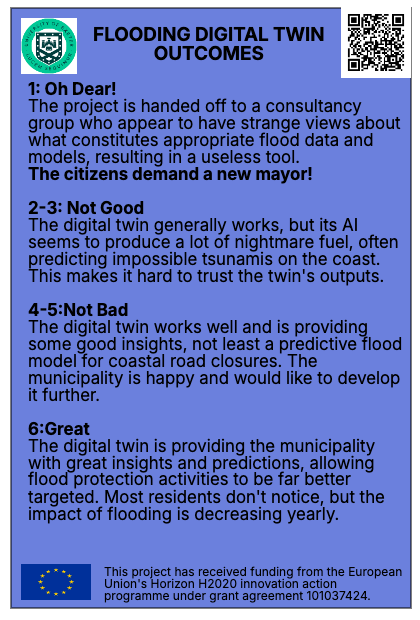 FLOODING DIGITAL TWIN
OUTCOMES
1: Oh Dear!
The project is handed off to a consultancy
group who appear to have strange views about
what constitutes appropriate flood data and
models, resulting in a useless tool.
The citizens demand a new mayor!
2-3: Not Good
The digital twin generally works, but its AI
seems to produce a lot of nightmare fuel, often
predicting impossible tsunamis on the coast.
This makes it hard to trust the twin's outputs.
4-5:Not Bad
The digital twin works well and is providing
some good insights, not least a predictive flood
model for coastal road closures. The
municipality is happy and would like to develop
it further.
6:Great
The digital twin is providing the municipality
with great insights and predictions, allowing
flood protection activities to be far better
targeted. Most residents don't notice, but the
impact of flooding is decreasing yearly.
This project has received funding from the European
Union's Horizon H2020 innovation action
programme under grant agreement 101037424.